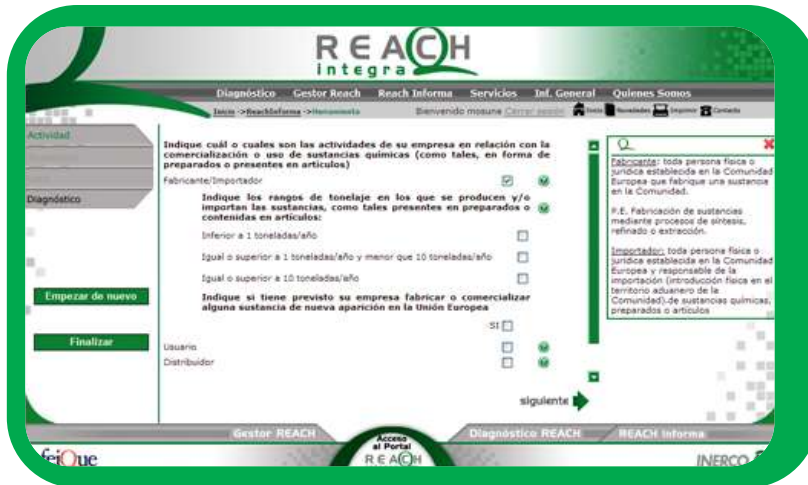 REACH
integra
Diagnóstico Gestor Reach Reach Informa Servicios Inf. General Quienes Somos
Inicio ->ReachInforma ->Herramienta Bienvenido mosune Cerrar sesión Inicio Novedades Imprimir Contacto
Actividad
Diagnóstico
Empezar de nuevo
Finalizar
Indique cuál o cuales son las actividades de su empresa en relación con la
comercialización o uso de sustancias químicas (como tales, en forma de
preparados o presentes en artículos)
Fabricante/Importador
Indique los rangos de tonelaje en los que se producen y/o
importan las sustancias, como tales presentes en preparados o
contenidas en artículos:
Inferior a 1 toneladas/año
Igual o superior a 1 toneladas/año y menor que 10 toneladas/año
Igual o superior a 10 toneladas/año
Indique si tiene previsto su empresa fabricar o comercializar
alguna sustancia de nueva aparición en la Unión Europea
SI
Usuario
Distribuidor
siguiente
Fabricante: toda persona física o
jurídica establecida en la Comunidad
Europea que fabrique una sustancia
en la Comunidad.
P.E. Fabricación de sustancias
mediante procesos de síntesis,
refinado o extracción.
Importador: toda persona física o
jurídica establecida en la Comunidad
Europea y responsable de la
importación (introducción física en el
territorio aduanero de la
Comunidad).de sustancias químicas,
preparados o artículos
Gestor REACH
Acceso
al Portal
REACH
Diagnóstico REACH
REACH Informa
feiQue
INERCO